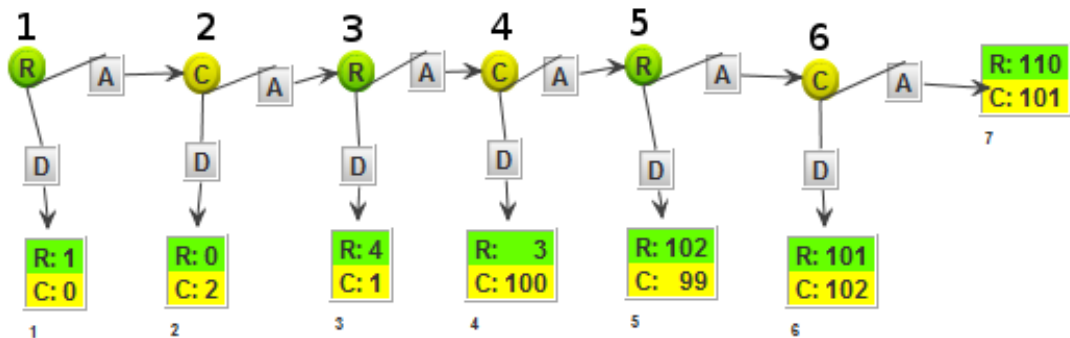 1 2 3 4 5 6
R A C A R A C A R A C A
R: 110
C: 101
7
D D D D D D
R: 1 R: 0 R: 4 R: 3 R: 102 R: 101
C: 0 C: 2 C: 1 C: 100 C: 99 C: 102
1 2 3 4 5 6